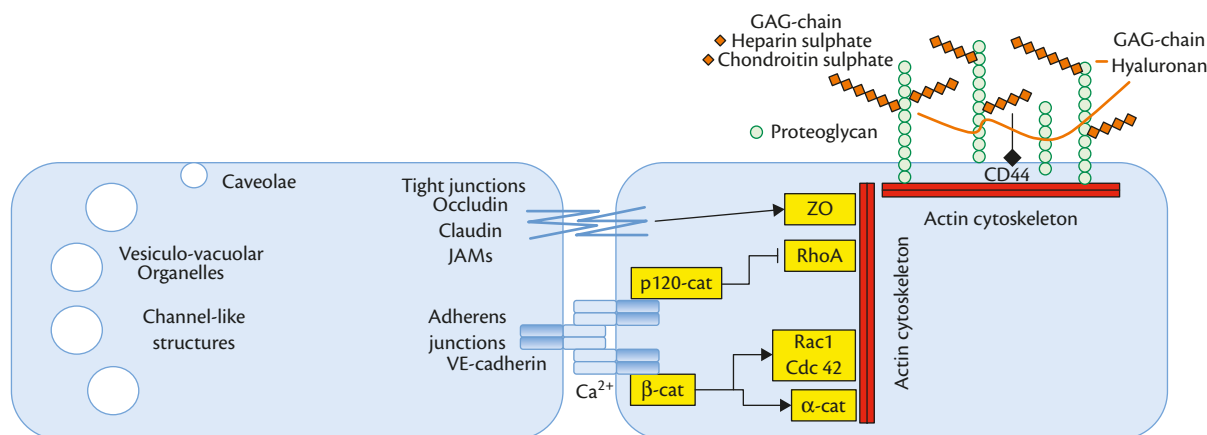 GAG-chain
Heparin sulphate
Chondroitin sulphate
GAG-chain
Hyaluronan
Proteoglycan
CD44
Actin cytoskeleton
Caveolae
Vesiculo-vacuolar
Organelles
Channel-like
structures
Tight junctions
Occludin
Claudin
JAMs
Adherens
junctions
VE-cadherin
Ca²⁺
ZO
RhoA
p120-cat
Rac1
Cdc 42
β-cat
α-cat
Actin cytoskeleton